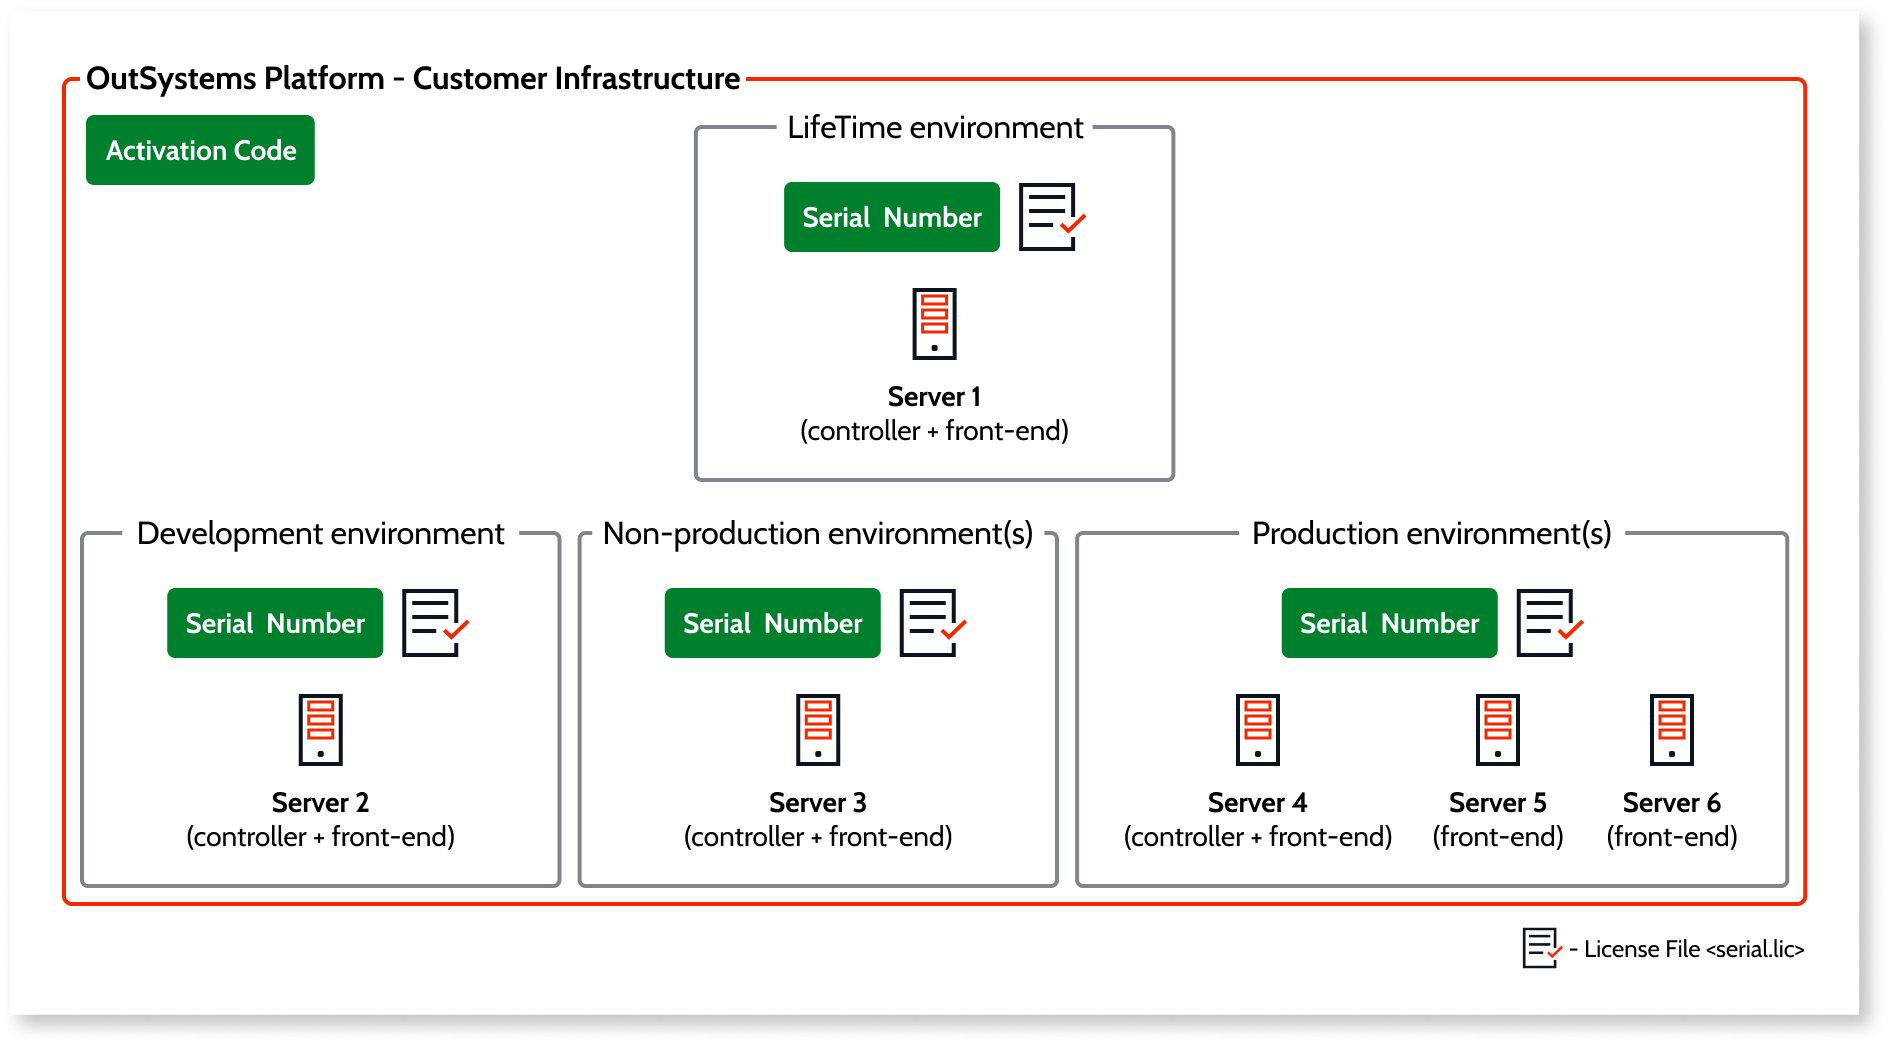 OutSystems Platform - Customer Infrastructure
Activation Code
LifeTime environment
Serial Number
Server 1
(controller + front-end)
Development environment
Serial Number
Server 2
(controller + front-end)
Non-production environment(s)
Serial Number
Server 3
(controller + front-end)
Production environment(s)
Serial Number
Server 4
(controller + front-end)
Server 5
(front-end)
Server 6
(front-end)
- License File <serial.lic>